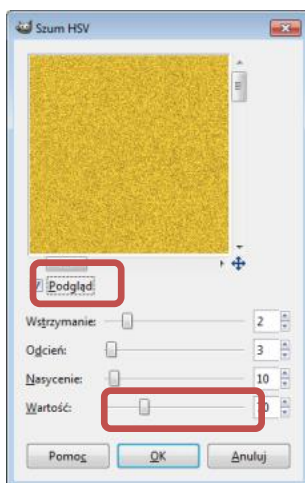 Szum HSV
Podgląd
Wstrzymanie: 2
Odcień: 3
Nasycenie: 10
Wartość:
Pomoc OK Anuluj